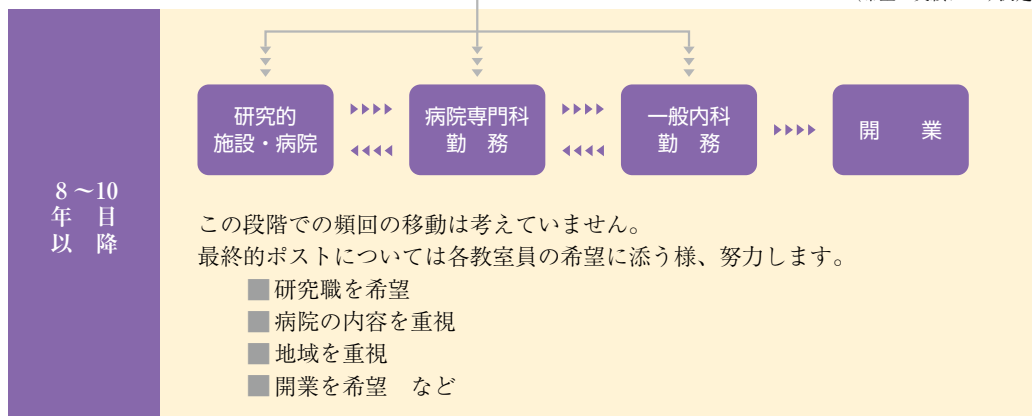 研究的
施設・病院
病院専門科
勤　務
一般内科
勤　務
開　　業
8～10
年　目
以　降
この段階での頻回の移動は考えていません。
最終的ポストについては各教室員の希望に添う様、努力します。
研究職を希望
病院の内容を重視
地域を重視
開業を希望　など